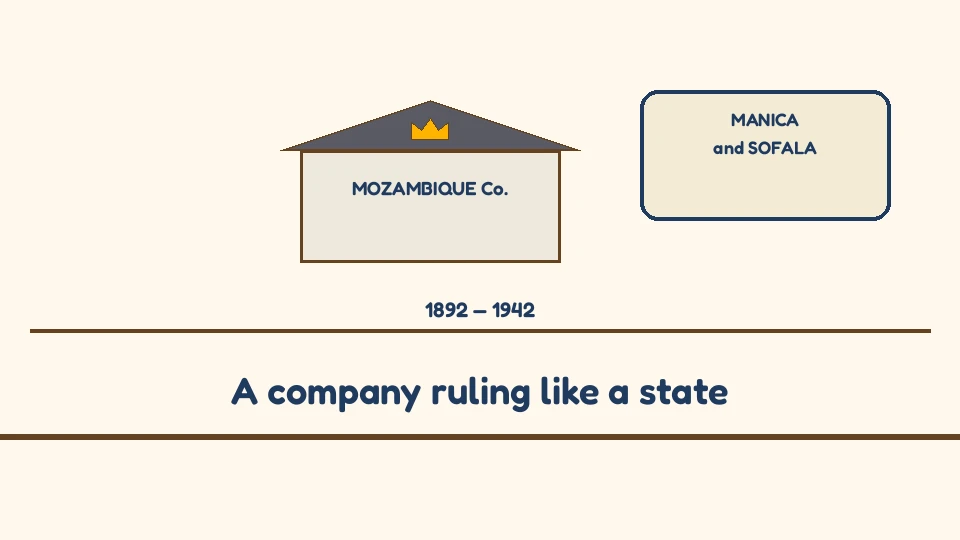 MANICA
and SOFALA
MOZAMBIQUE Co.
1892 – 1942
A company ruling like a state